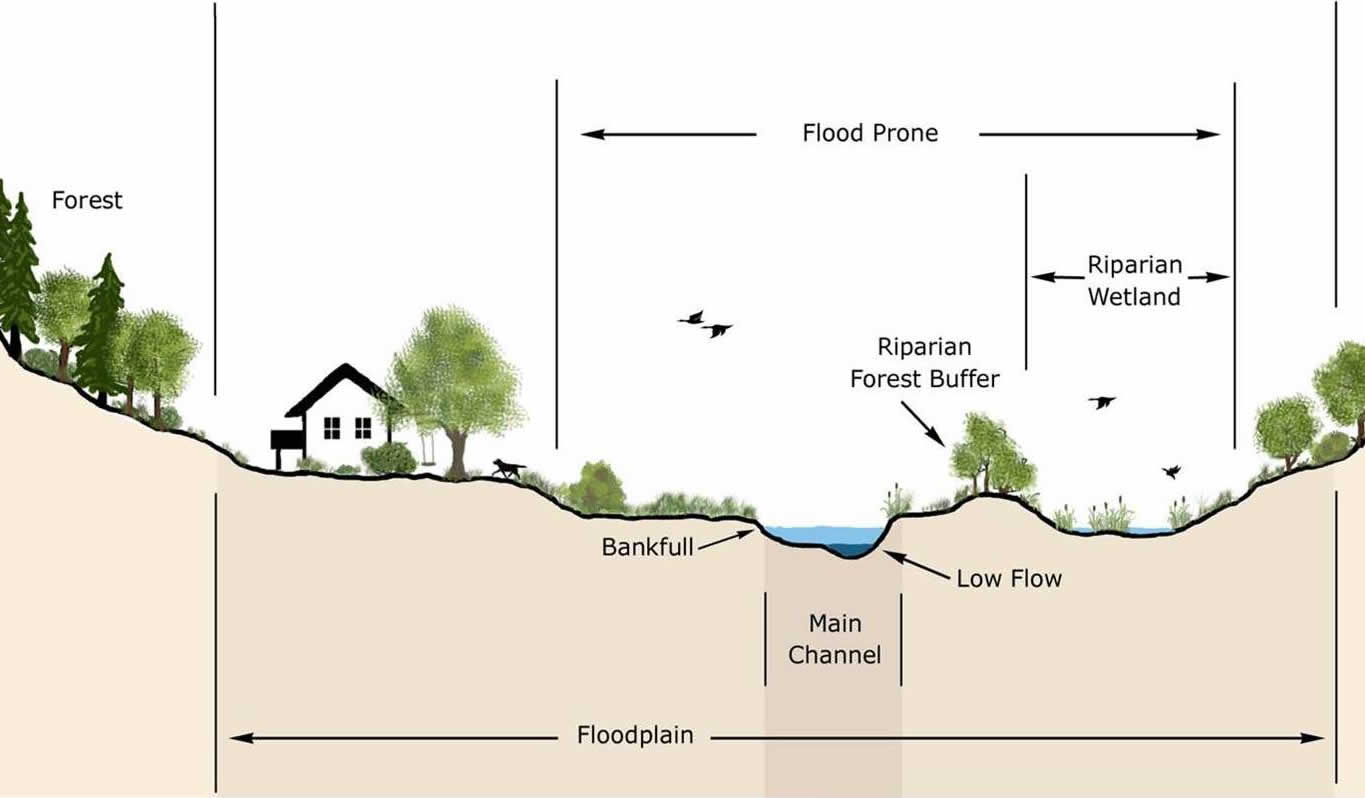 Flood Prone
Forest
Riparian
Wetland
Riparian
Forest Buffer
Bankfull
Low Flow
Main
Channel
Floodplain